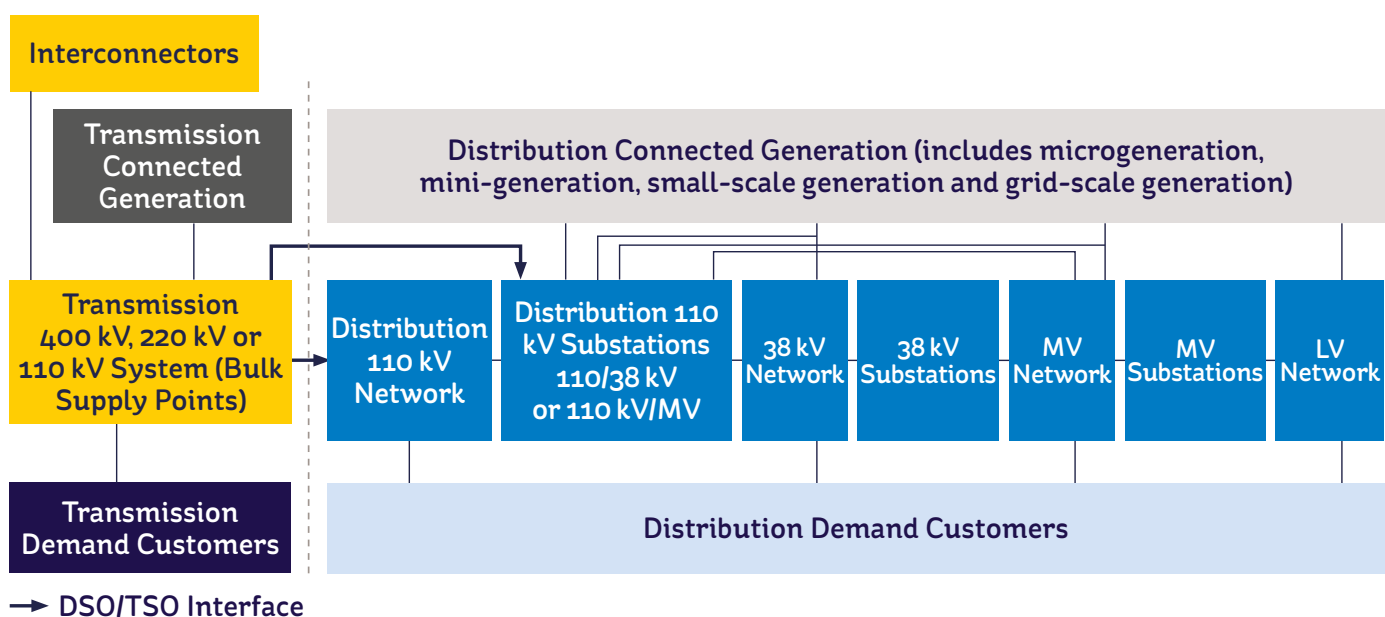 Interconnectors
Transmission
Connected
Generation
Distribution Connected Generation (includes microgeneration,
mini-generation, small-scale generation and grid-scale generation)
Transmission
400 kV, 220 kV or
110 kV System (Bulk
Supply Points)
Distribution
110 kV
Network
Distribution 110
kV Substations
110/38 kV
or 110 kV/MV
38 kV
Network
38 kV
Substations
MV
Network
MV
Substations
LV
Network
Transmission
Demand Customers
Distribution Demand Customers
DSO/TSO Interface